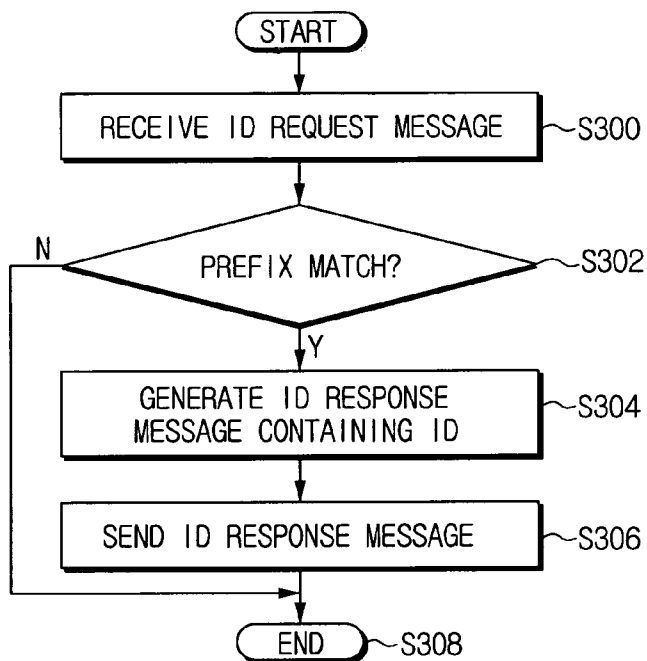 START
RECEIVE ID REQUEST MESSAGE
S300
N
PREFIX MATCH?
S302
Y
GENERATE ID RESPONSE
MESSAGE CONTAINING ID
S304
SEND ID RESPONSE MESSAGE
S306
END
S308